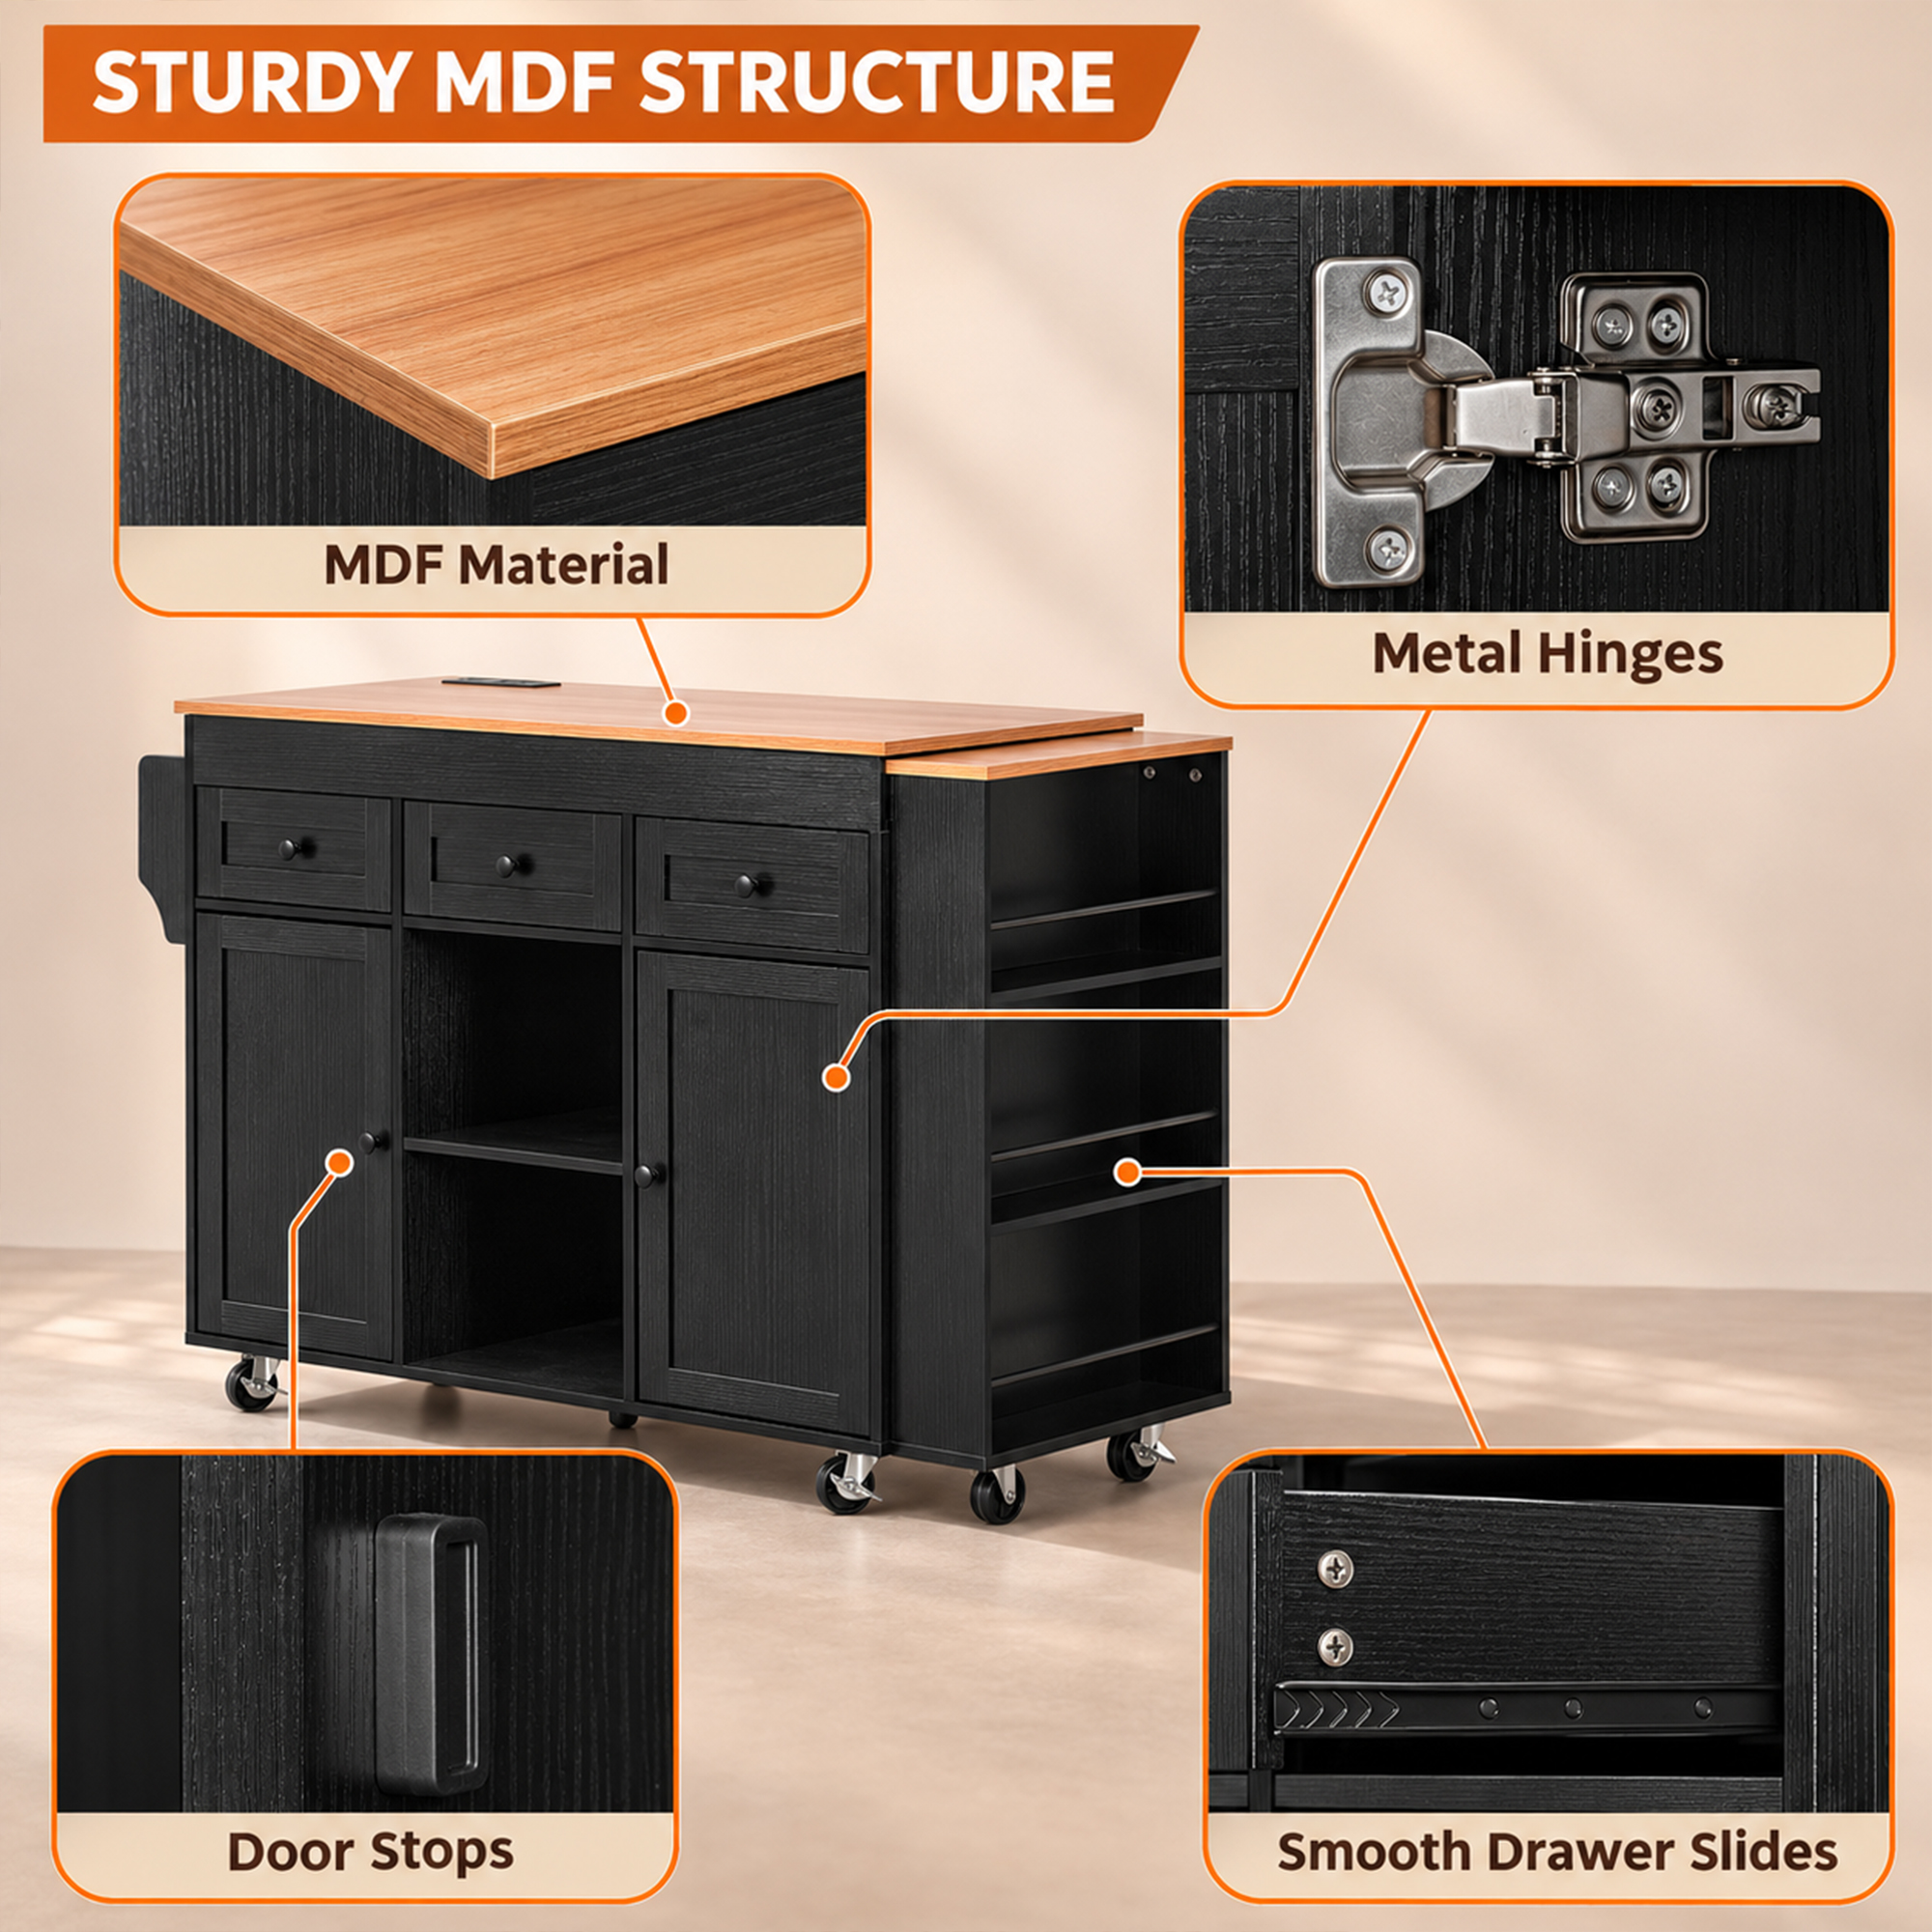 STURDY MDF STRUCTURE
MDF Material
Metal Hinges
Door Stops
Smooth Drawer Slides